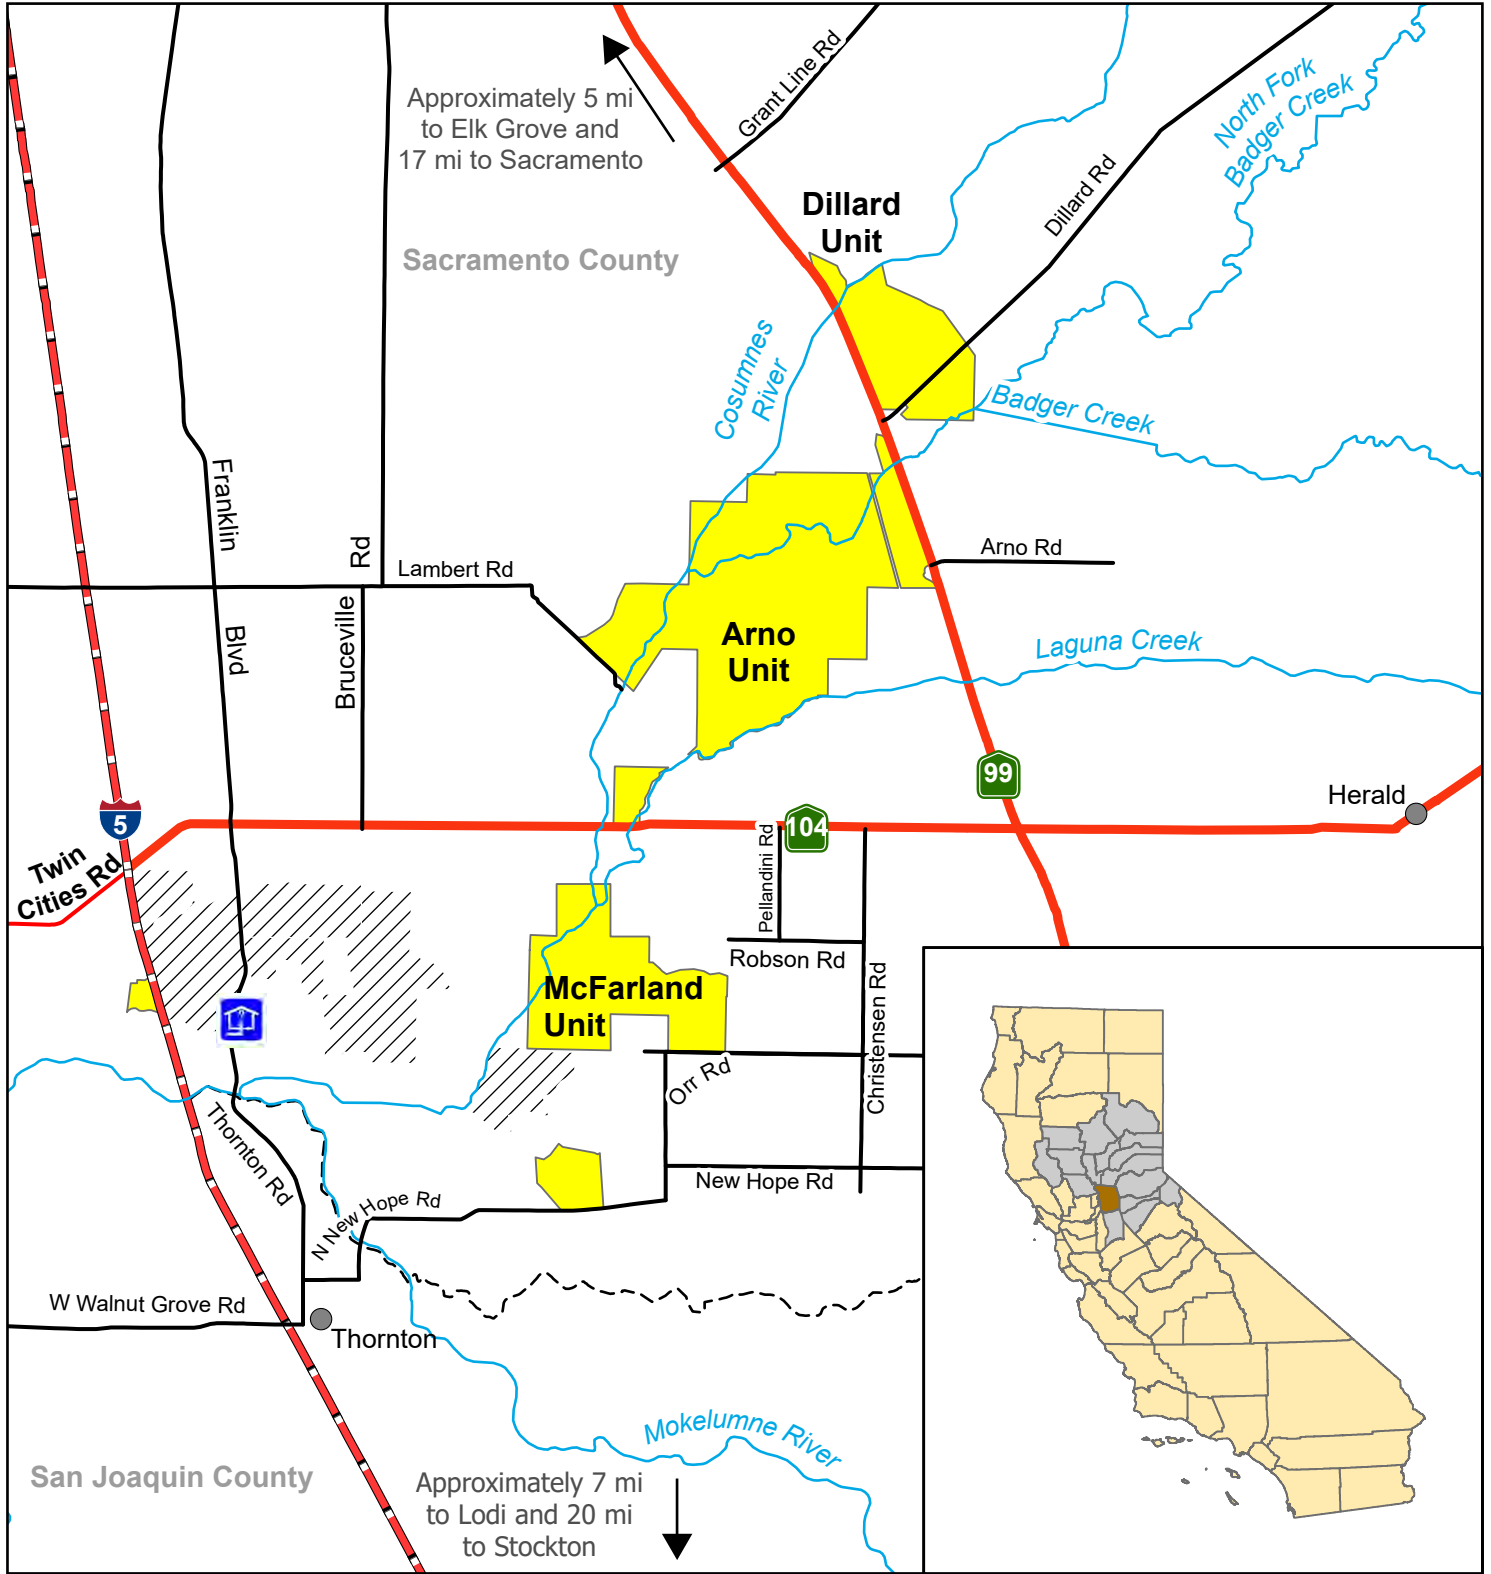 Approximately 5 mi
to Elk Grove and
17 mi to Sacramento
Grant Line Rd
North Fork
Badger Creek
Dillard Rd
Dillard
Unit
Sacramento County
Cosumnes
River
Badger Creek
Franklin
Blvd
Bruceville
Rd
Lambert Rd
Arno Rd
Arno
Unit
Laguna Creek
99
5
104
Herald
Twin
Cities Rd
Pellandini Rd
Robson Rd
Christensen Rd
McFarland
Unit
Orr Rd
Thornton Rd
New Hope Rd
N New Hope Rd
W Walnut Grove Rd
Thornton
Mokelumne River
San Joaquin County
Approximately 7 mi
to Lodi and 20 mi
to Stockton